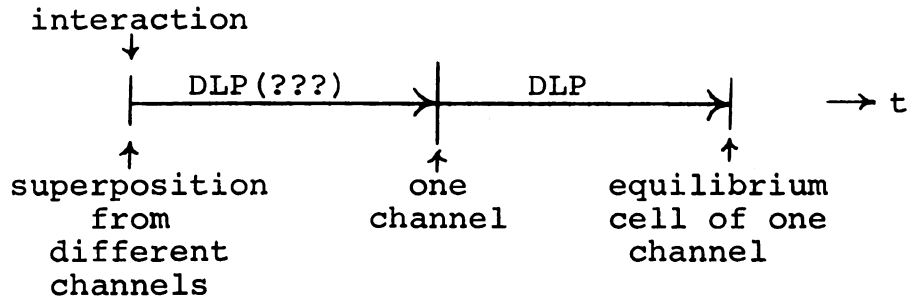 interaction
DLP(???)
DLP
t
superposition
from
different
channels
one
channel
equilibrium
cell of one
channel